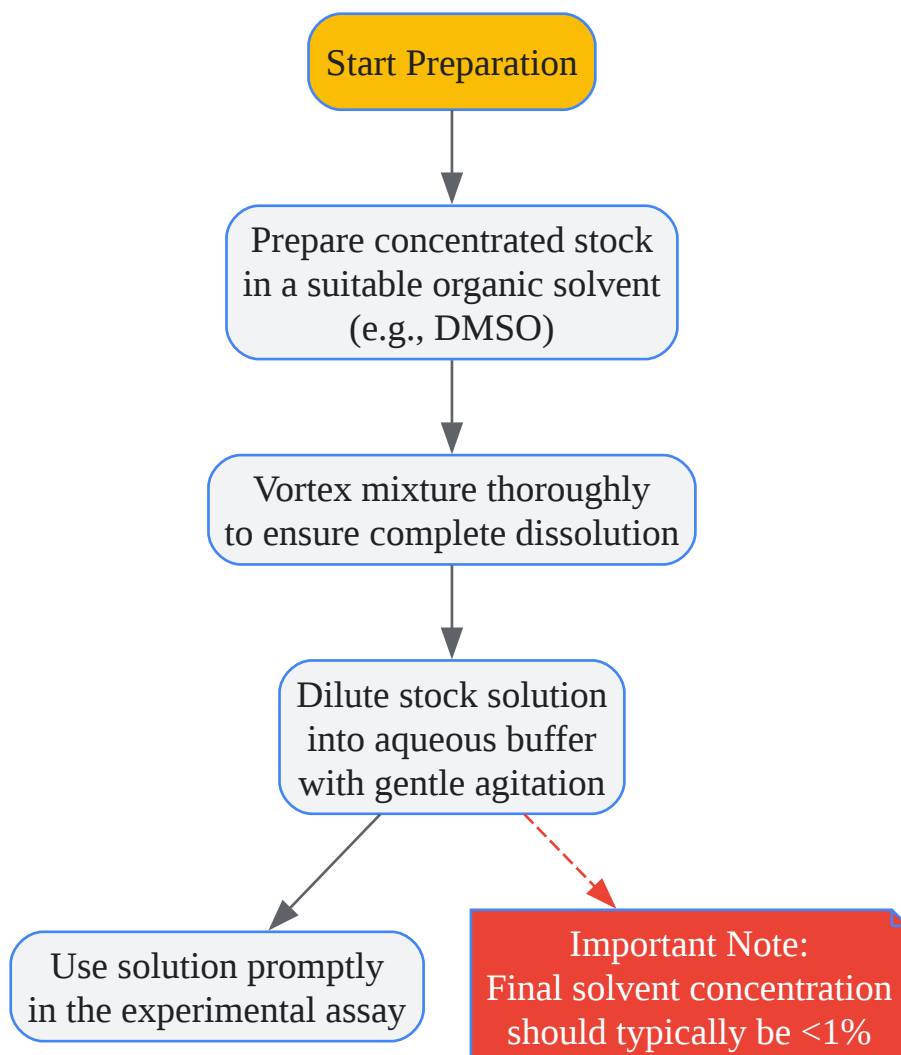 Start Preparation
Prepare concentrated stock
in a suitable organic solvent
(e.g., DMSO)
Vortex mixture thoroughly
to ensure complete dissolution
Dilute stock solution
into aqueous buffer
with gentle agitation
Use solution promptly
in the experimental assay
Important Note:
Final solvent concentration
should typically be <1%